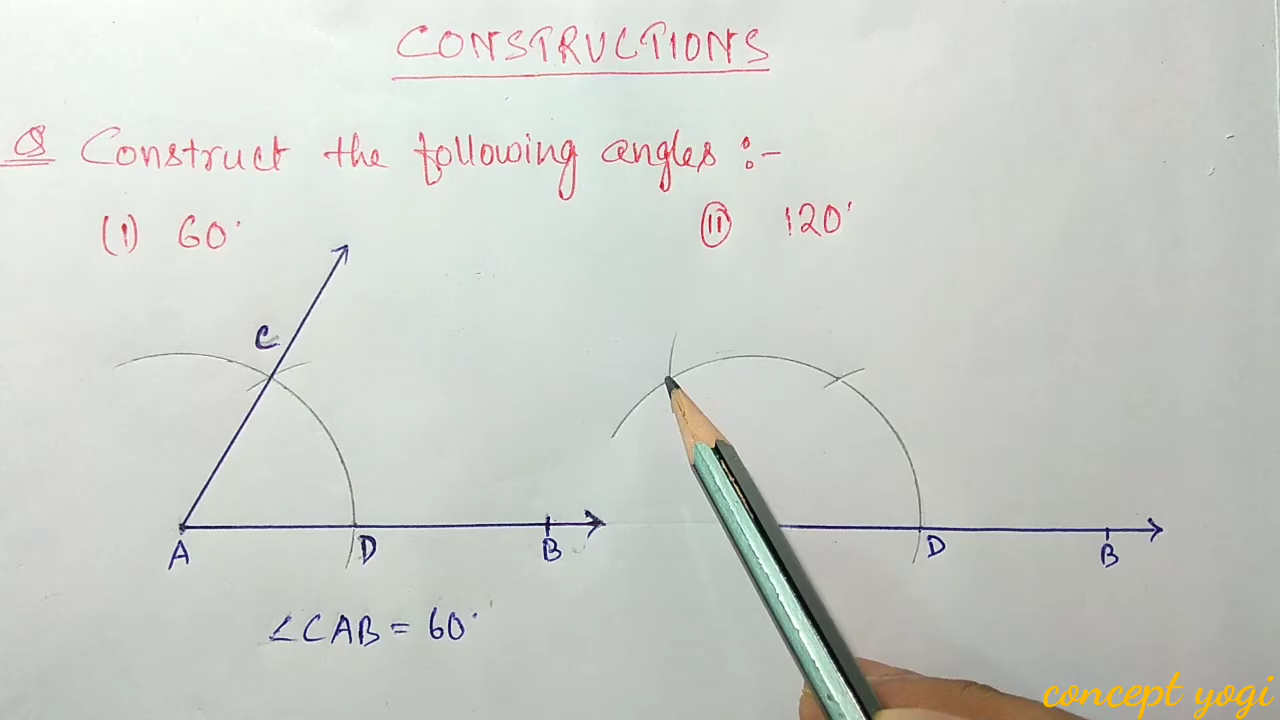 CONSTRUCTIONS
Q Construct the following angles :-
(i) 60°
(ii) 120°
C
A D B
D B
∠CAB = 60°
concept yogi